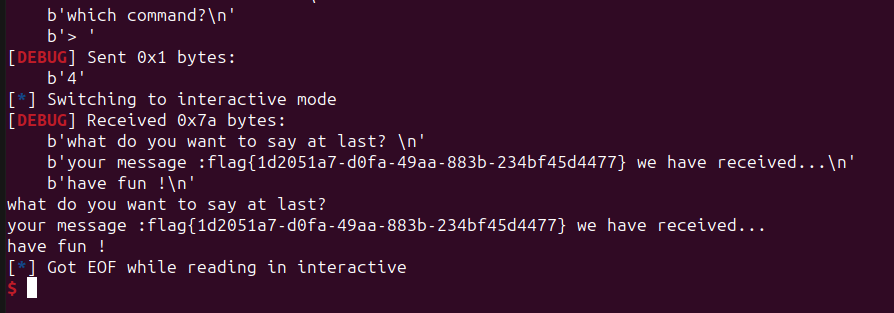 b'which command?\n'
b'> '
[DEBUG] Sent 0x1 bytes:
b'4'
[*] Switching to interactive mode
[DEBUG] Received 0x7a bytes:
b'what do you want to say at last? \n'
b'your message :flag{1d2051a7-d0fa-49aa-883b-234bf45d4477} we have received...\n'
b'have fun !\n'
what do you want to say at last?
your message :flag{1d2051a7-d0fa-49aa-883b-234bf45d4477} we have received...
have fun !
[*] Got EOF while reading in interactive
$